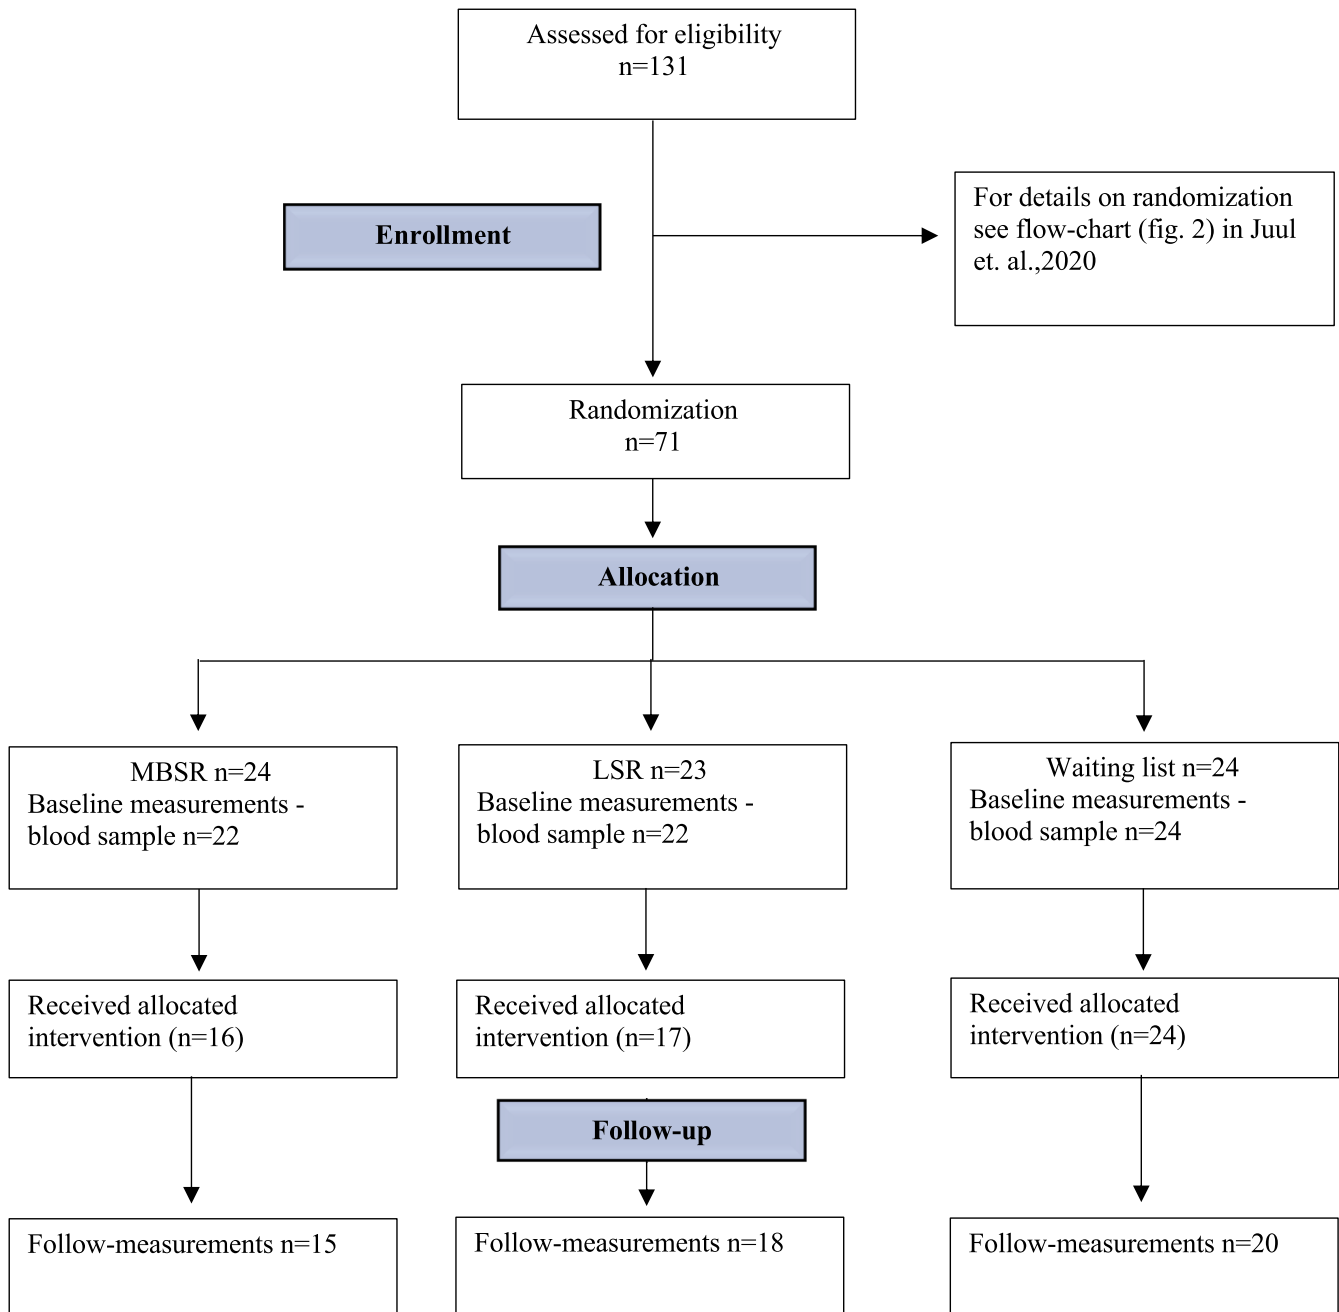 Assessed for eligibility
n=131
Enrollment
For details on randomization
see flow-chart (fig. 2) in Juul
et. al.,2020
Randomization
n=71
Allocation
MBSR n=24
Baseline measurements -
blood sample n=22
LSR n=23
Baseline measurements -
blood sample n=22
Waiting list n=24
Baseline measurements -
blood sample n=24
Received allocated
intervention (n=16)
Received allocated
intervention (n=17)
Received allocated
intervention (n=24)
Follow-up
Follow-measurements n=15
Follow-measurements n=18
Follow-measurements n=20